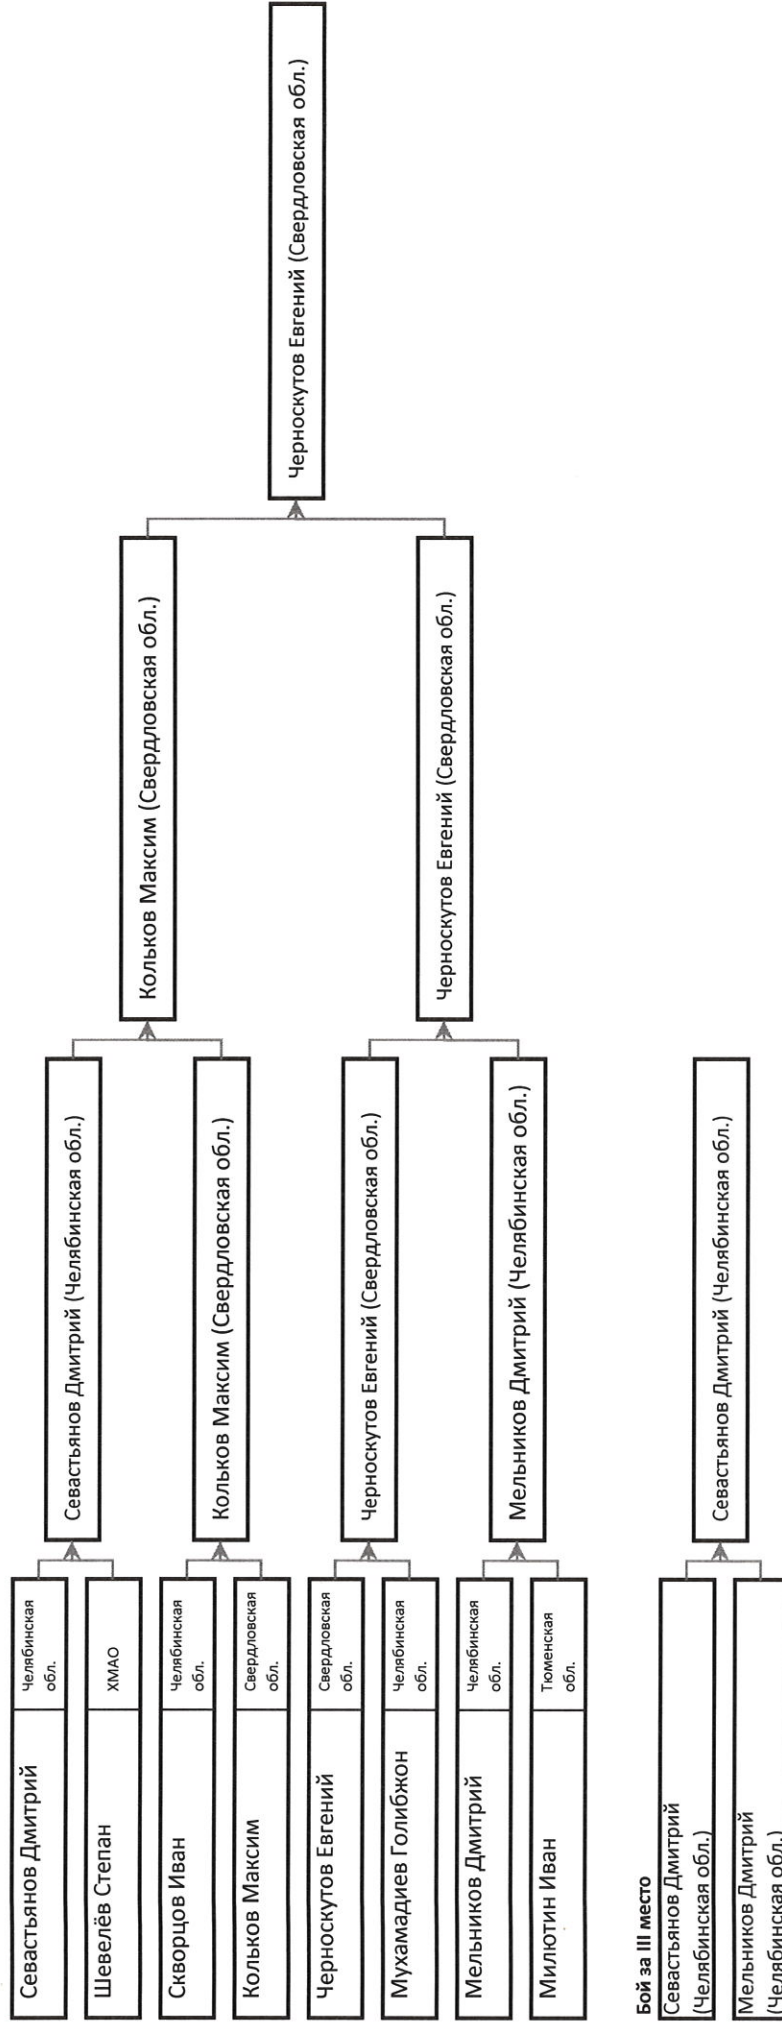 Севастьянов Дмитрий
Челябинская
обл.
Шевелёв Степан
ХМАО
Скворцов Иван
Челябинская
обл.
Кольков Максим
Свердловская
обл.
Черноскутов Евгений
Свердловская
обл.
Мухамадиев Голибжон
Челябинская
обл.
Мельников Дмитрий
Челябинская
обл.
Милютин Иван
Тюменская
обл.
Севастьянов Дмитрий (Челябинская обл.)
Кольков Максим (Свердловская обл.)
Черноскутов Евгений (Свердловская обл.)
Мельников Дмитрий (Челябинская обл.)
Кольков Максим (Свердловская обл.)
Черноскутов Евгений (Свердловская обл.)
Черноскутов Евгений (Свердловская обл.)
Бой за III место
Севастьянов Дмитрий
(Челябинская обл.)
Мельников Дмитрий
(Челябинская обл.)
Севастьянов Дмитрий (Челябинская обл.)